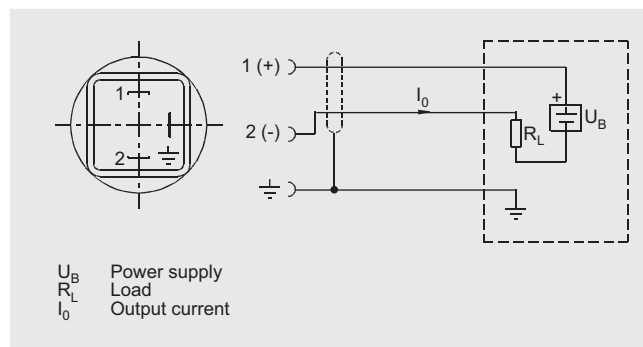 1
2
1 (+)
2 (-)
I0
RL
+
UB
UB Power supply
RL Load
I0 Output current